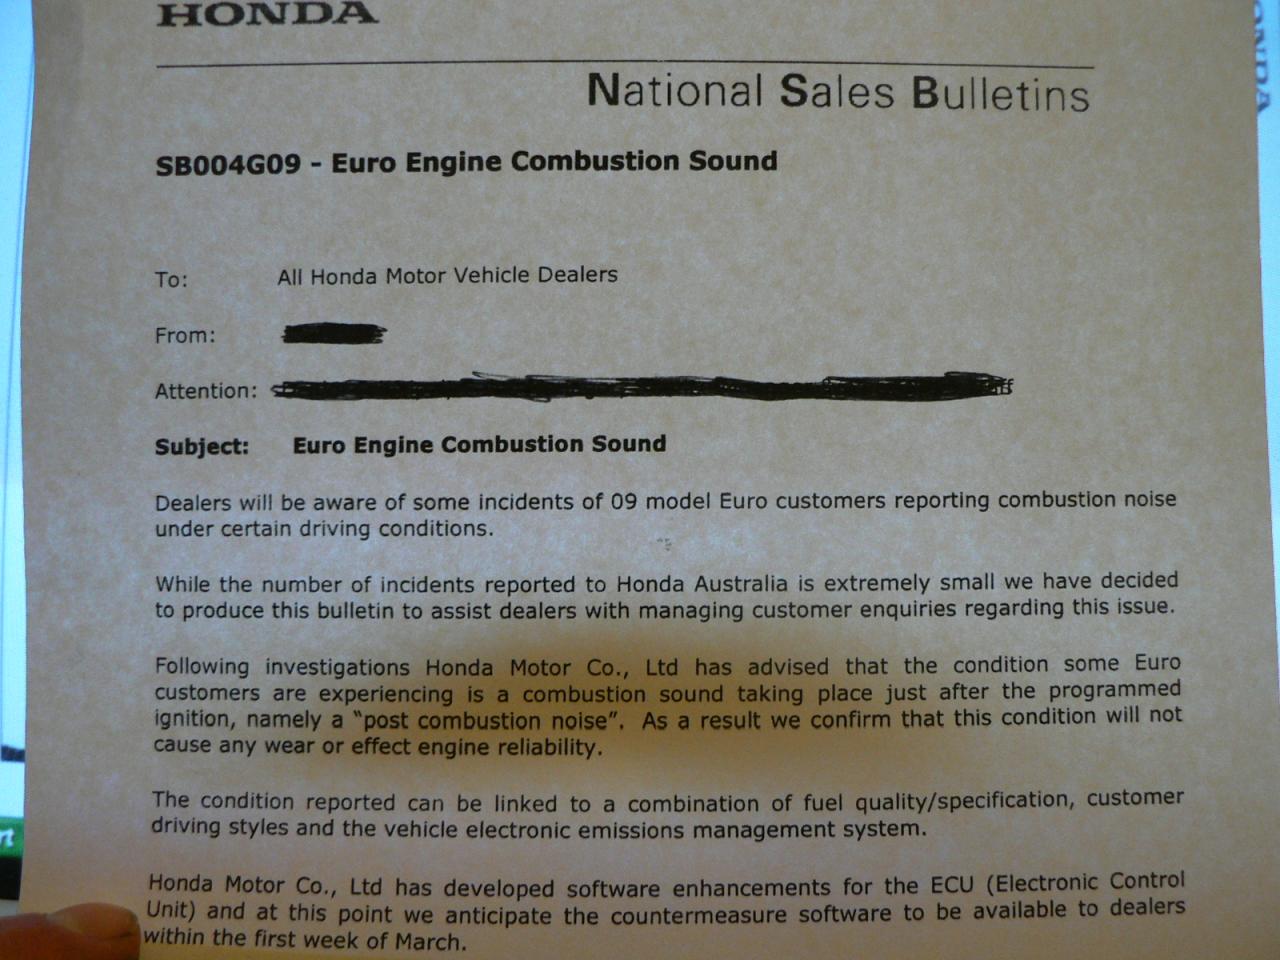 HONDA
National Sales Bulletins
SB004G09 - Euro Engine Combustion Sound
To: All Honda Motor Vehicle Dealers
From:
Attention:
Subject: Euro Engine Combustion Sound
Dealers will be aware of some incidents of 09 model Euro customers reporting combustion noise
under certain driving conditions.
While the number of incidents reported to Honda Australia is extremely small we have decided
to produce this bulletin to assist dealers with managing customer enquiries regarding this issue.
Following investigations Honda Motor Co., Ltd has advised that the condition some Euro
customers are experiencing is a combustion sound taking place just after the programmed
ignition, namely a “post combustion noise”. As a result we confirm that this condition will not
cause any wear or effect engine reliability.
The condition reported can be linked to a combination of fuel quality/specification, customer
driving styles and the vehicle electronic emissions management system.
Honda Motor Co., Ltd has developed software enhancements for the ECU (Electronic Control
Unit) and at this point we anticipate the countermeasure software to be available to dealers
within the first week of March.